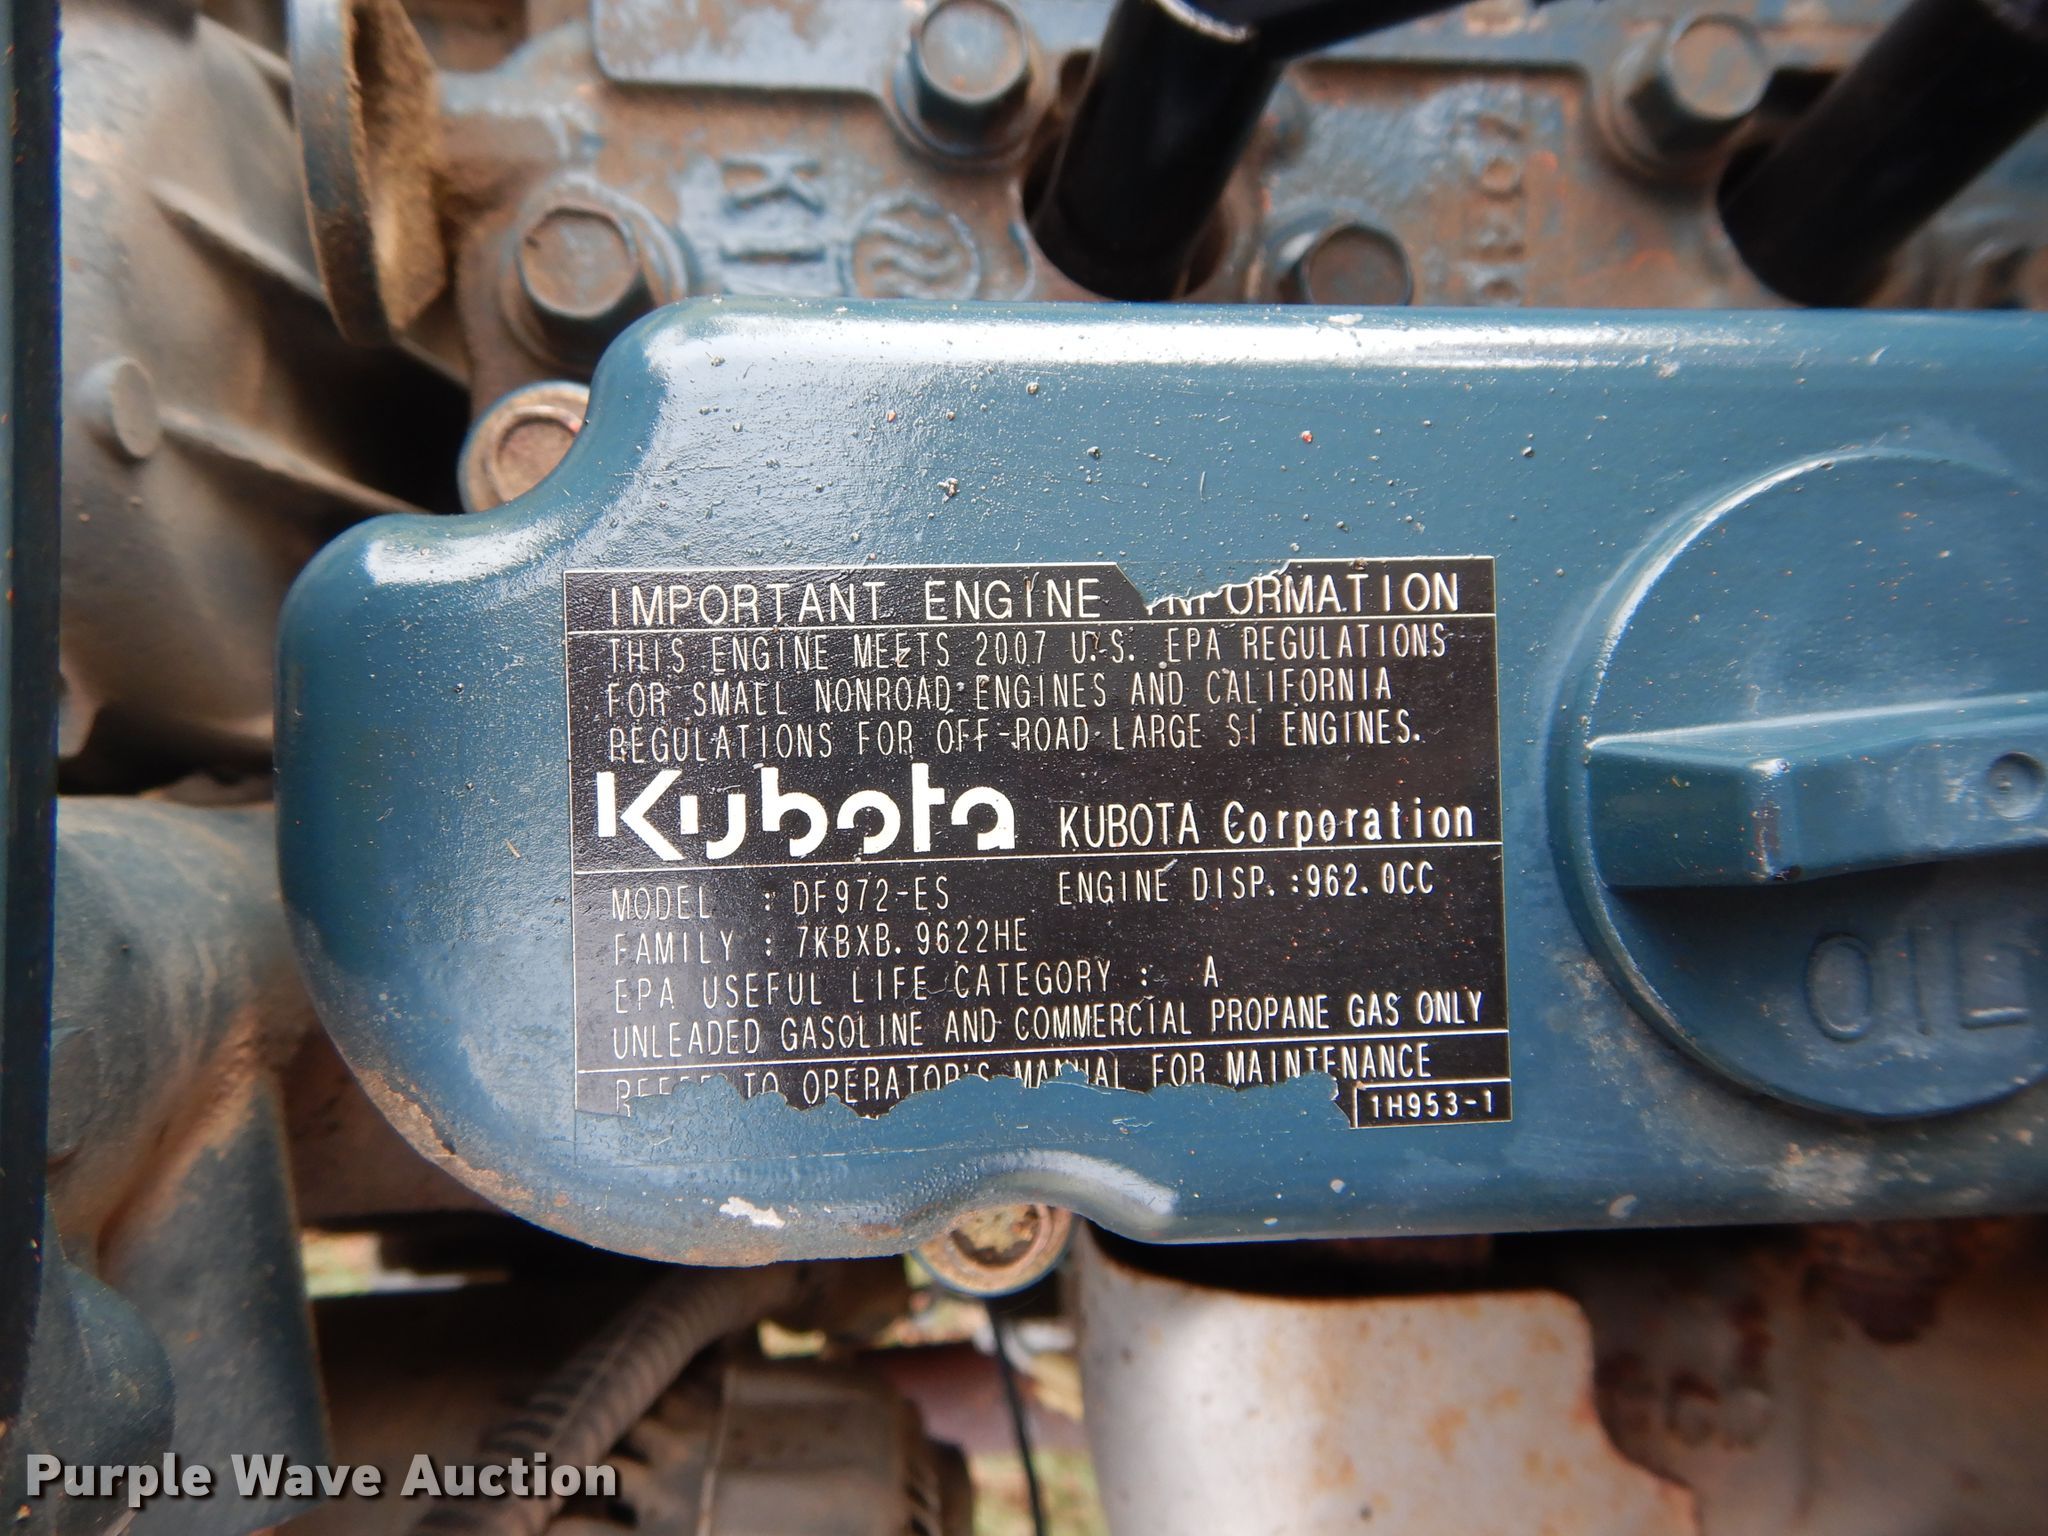 KI
IMPORTANT ENGINE INFORMATION
THIS ENGINE MEETS 2007 U.S. EPA REGULATIONS
FOR SMALL NONROAD ENGINES AND CALIFORNIA
REGULATIONS FOR OFF-ROAD LARGE SI ENGINES.
Kubota KUBOTA Corporation
MODEL : DF972-ES ENGINE DISP. :962.0CC
FAMILY : 7KBXB.9622HE
EPA USEFUL LIFE CATEGORY : A
UNLEADED GASOLINE AND COMMERCIAL PROPANE GAS ONLY
REFER TO OPERATOR'S MANUAL FOR MAINTENANCE
1H953-1
OIL
Purple Wave Auction